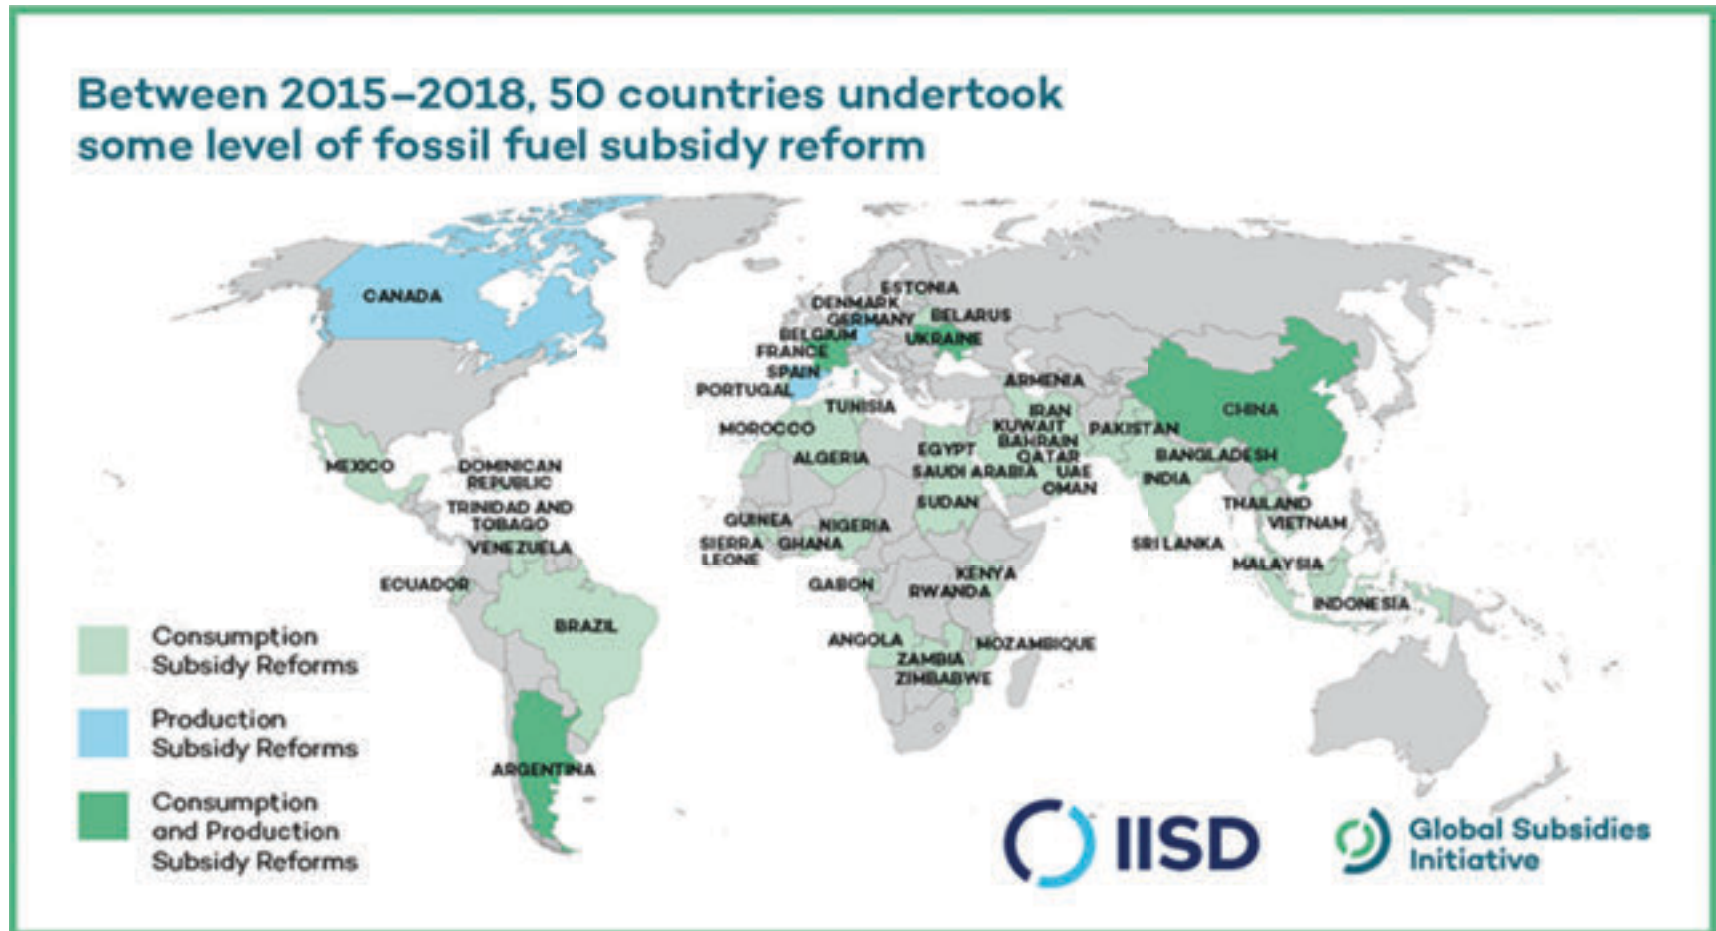 Between 2015–2018, 50 countries undertook
some level of fossil fuel subsidy reform
CANADA
ESTONIA
DENMARK
GERMANY
BELARUS
BELGIUM
UKRAINE
FRANCE
SPAIN
PORTUGAL
ARMENIA
TUNISIA
IRAN
CHINA
MOROCCO
KUWAIT
PAKISTAN
BAHRAIN
EGYPT
ALGERIA
QATAR
BANGLADESH
MEXICO
DOMINICAN
REPUBLIC
SAUDI ARABIA
UAE
INDIA
OMAN
SUDAN
THAILAND
TRINIDAD AND
TOBAGO
GUINEA
NIGERIA
VIETNAM
VENEZUELA
SIERRA
LEONE
GHANA
SRI LANKA
MALAYSIA
ECUADOR
GABON
KENYA
RWANDA
INDONESIA
BRAZIL
ANGOLA
MOZAMBIQUE
ZAMBIA
ZIMBABWE
ARGENTINA
Consumption
Subsidy Reforms
Production
Subsidy Reforms
Consumption
and Production
Subsidy Reforms
IISD
Global Subsidies
Initiative